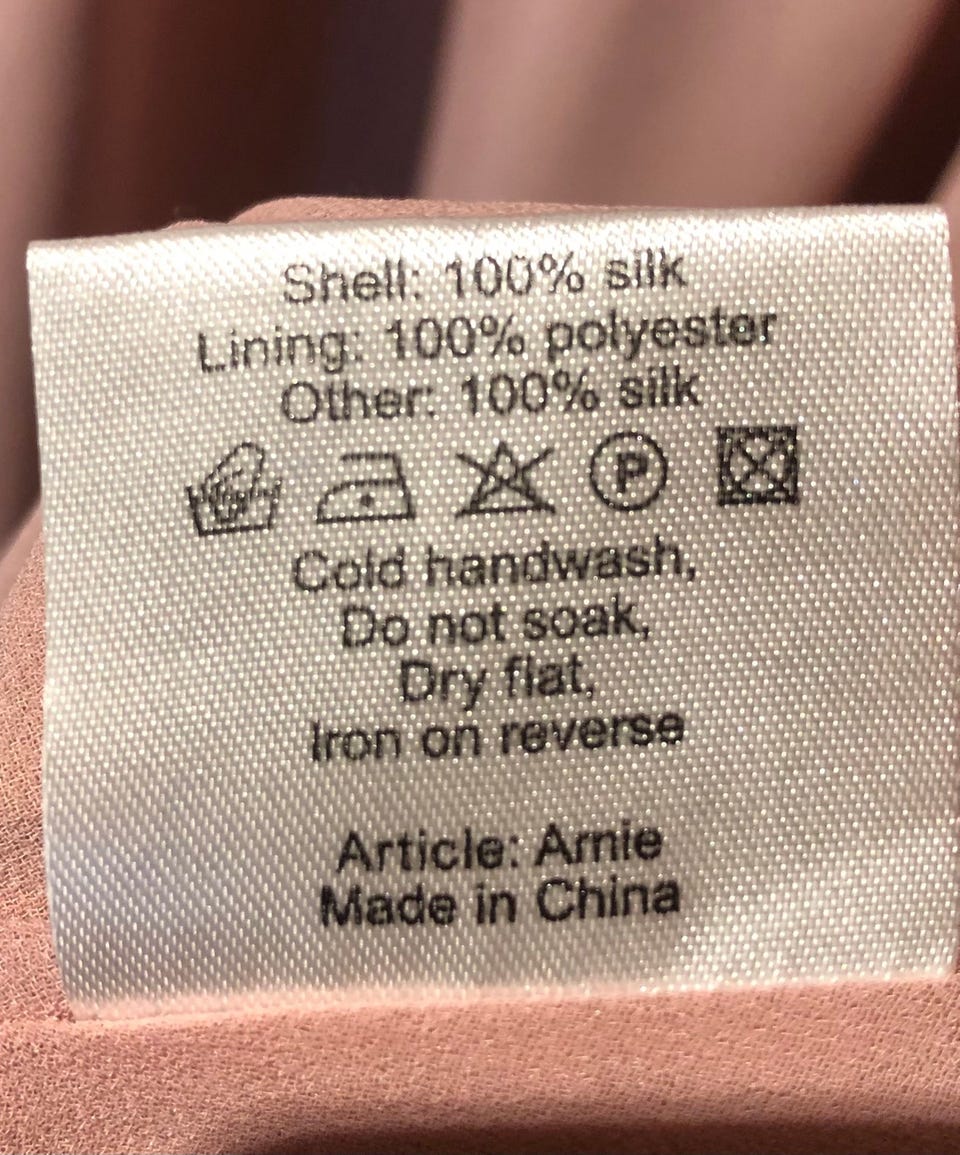 Shell: 100% silk
Lining: 100% polyester
Other: 100% silk
P
Cold handwash,
Do not soak,
Dry flat,
Iron on reverse
Article: Arnie
Made in China